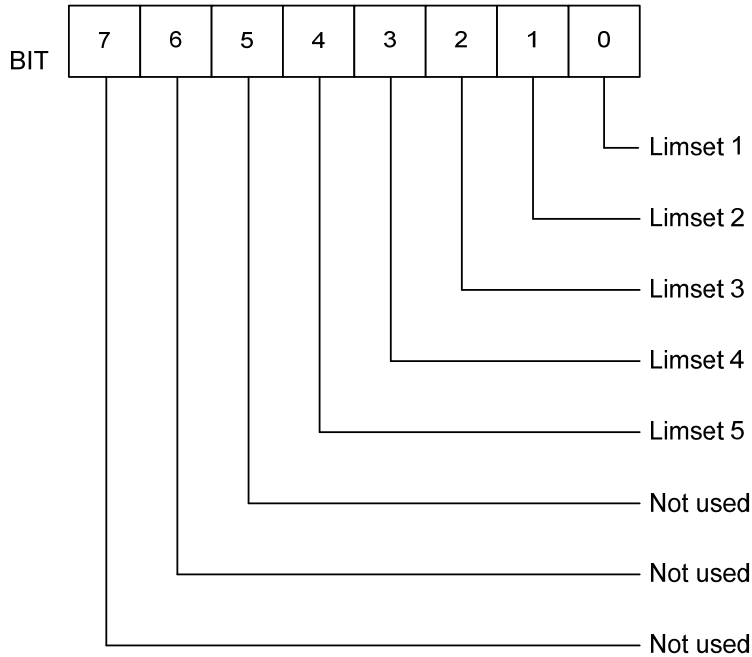 BIT 7 6 5 4 3 2 1 0
Limset 1
Limset 2
Limset 3
Limset 4
Limset 5
Not used
Not used
Not used